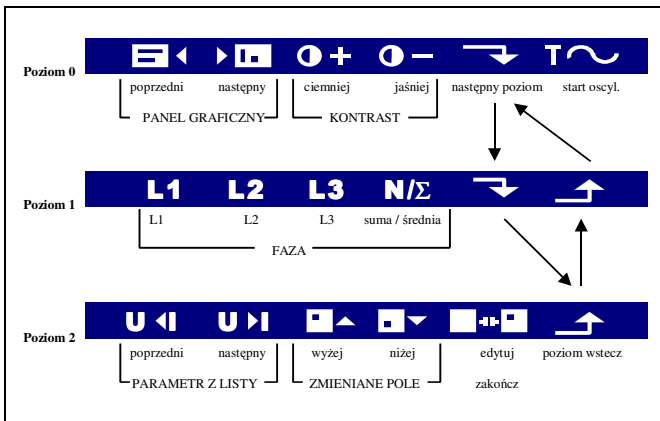 Poziom 0
T
poprzedni następny ciemniej jaśniej następny poziom start oscyl.
PANEL GRAFICZNY KONTRAST
Poziom 1
L1 L2 L3 N/Σ
L1 L2 L3 suma / średnia
FAZA
Poziom 2
U U
poprzedni następny wyżej niżej edytuj poziom wstecz
PARAMETR Z LISTY ZMIENIANE POLE zakończ